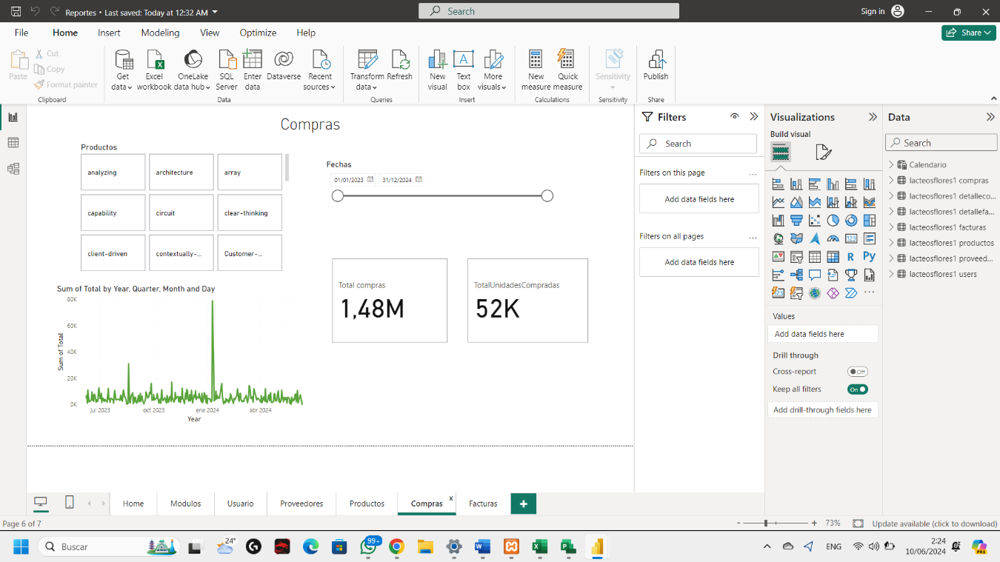 Reportes • Last saved: Today at 12:32 AM
Search
Sign in
File
Home
Insert
Modeling
View
Optimize
Help
Share
Paste
Cut
Copy
Format painter
Clipboard
Get data
Excel workbook
OneLake data hub
SQL Server
Enter data
Dataverse
Recent sources
Data
Transform data
Refresh
Queries
New visual
Text box
More visuals
Insert
New measure
Quick measure
Calculations
Sensitivity
Sensitivity
Publish
Share
Compras
Productos
analyzing
architecture
array
capability
circuit
clear-thinking
client-driven
contextually-...
Customer-...
Fechas
01/01/2023
31/12/2024
Total compras
1,48M
TotalUnidadesCompradas
52K
Sum of Total by Year, Quarter, Month and Day
Sum of Total
80K
60K
40K
20K
0K
jul 2023
oct 2023
ene 2024
abr 2024
Year
Filters
Search
Filters on this page
...
Add data fields here
Filters on all pages
...
Add data fields here
Visualizations
Build visual
123
R
Py
123
...
Values
Add data fields here
Drill through
Cross-report
Off
Keep all filters
On
Add drill-through fields here
Data
Search
Calendario
lacteosflores1 compras
lacteosflores1 detalleco...
lacteosflores1 detallefa...
lacteosflores1 facturas
lacteosflores1 productos
lacteosflores1 proveed...
lacteosflores1 users
Home
Modulos
Usuario
Proveedores
Productos
Compras
x
Facturas
+
Page 6 of 7
- + 73%
Update available (click to download)
Buscar
24°
99+
ENG
2:24
10/06/2024
PRE